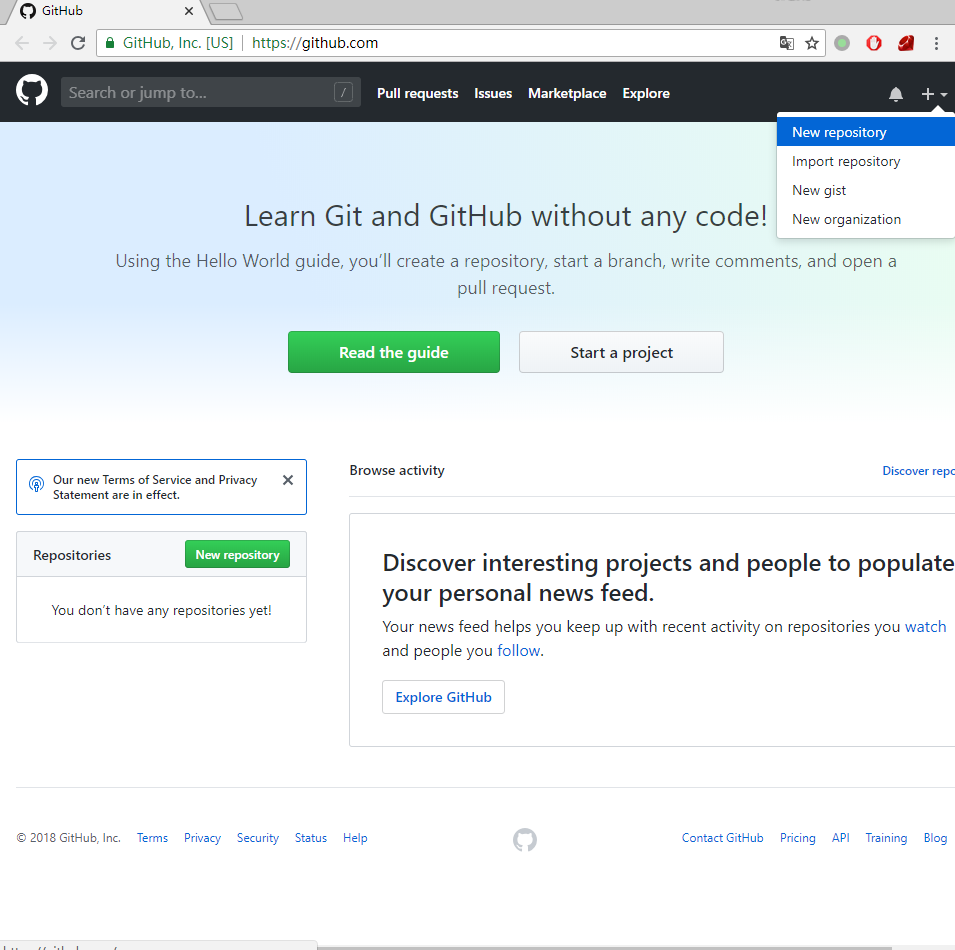 GitHub
GitHub, Inc. [US] https://github.com
Search or jump to... /
Pull requests Issues Marketplace Explore
New repository
Import repository
New gist
New organization
Learn Git and GitHub without any code!
Using the Hello World guide, you’ll create a repository, start a branch, write comments, and open a
pull request.
Read the guide Start a project
Our new Terms of Service and Privacy
Statement are in effect.
Repositories New repository
You don’t have any repositories yet!
Browse activity Discover repo
Discover interesting projects and people to populate
your personal news feed.
Your news feed helps you keep up with recent activity on repositories you watch
and people you follow.
Explore GitHub
© 2018 GitHub, Inc. Terms Privacy Security Status Help Contact GitHub Pricing API Training Blog